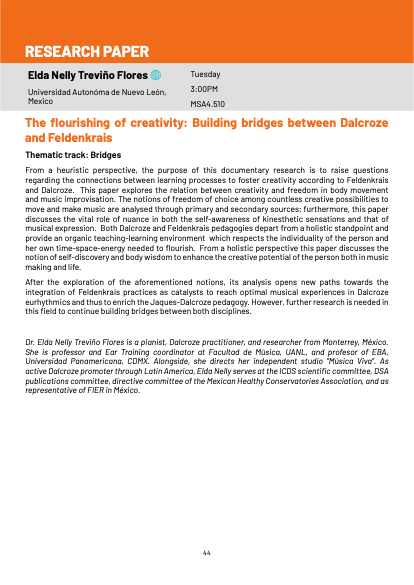 RESEARCH PAPER
Elda Nelly Treviño Flores
Universidad Autonóma de Nuevo León,
Mexico
Tuesday
3:00PM
MSA4.510
The flourishing of creativity: Building bridges between Dalcroze
and Feldenkrais
Thematic track: Bridges
From a heuristic perspective, the purpose of this documentary research is to raise questions
regarding the connections between learning processes to foster creativity according to Feldenkrais
and Dalcroze. This paper explores the relation between creativity and freedom in body movement
and music improvisation. The notions of freedom of choice among countless creative possibilities to
move and make music are analysed through primary and secondary sources; furthermore, this paper
discusses the vital role of nuance in both the self-awareness of kinesthetic sensations and that of
musical expression. Both Dalcroze and Feldenkrais pedagogies depart from a holistic standpoint and
provide an organic teaching-learning environment which respects the individuality of the person and
her own time-space-energy needed to flourish. From a holistic perspective this paper discusses the
notion of self-discovery and body wisdom to enhance the creative potential of the person both in music
making and life.
After the exploration of the aforementioned notions, its analysis opens new paths towards the
integration of Feldenkrais practices as catalysts to reach optimal musical experiences in Dalcroze
eurhythmics and thus to enrich the Jaques-Dalcroze pedagogy. However, further research is needed in
this field to continue building bridges between both disciplines.
Dr. Elda Nelly Treviño Flores is a pianist, Dalcroze practitioner, and researcher from Monterrey, México.
She is professor and Ear Training coordinator at Facultad de Música, UANL, and profesor of EBA,
Universidad Panamericana, CDMX. Alongside, she directs her independent studio "Música Viva". As
active Dalcroze promoter through Latin America, Elda Nelly serves at the ICDS scientific committee, DSA
publications committee, directive committee of the Mexican Healthy Conservatories Association, and as
representative of FIER in México.
44